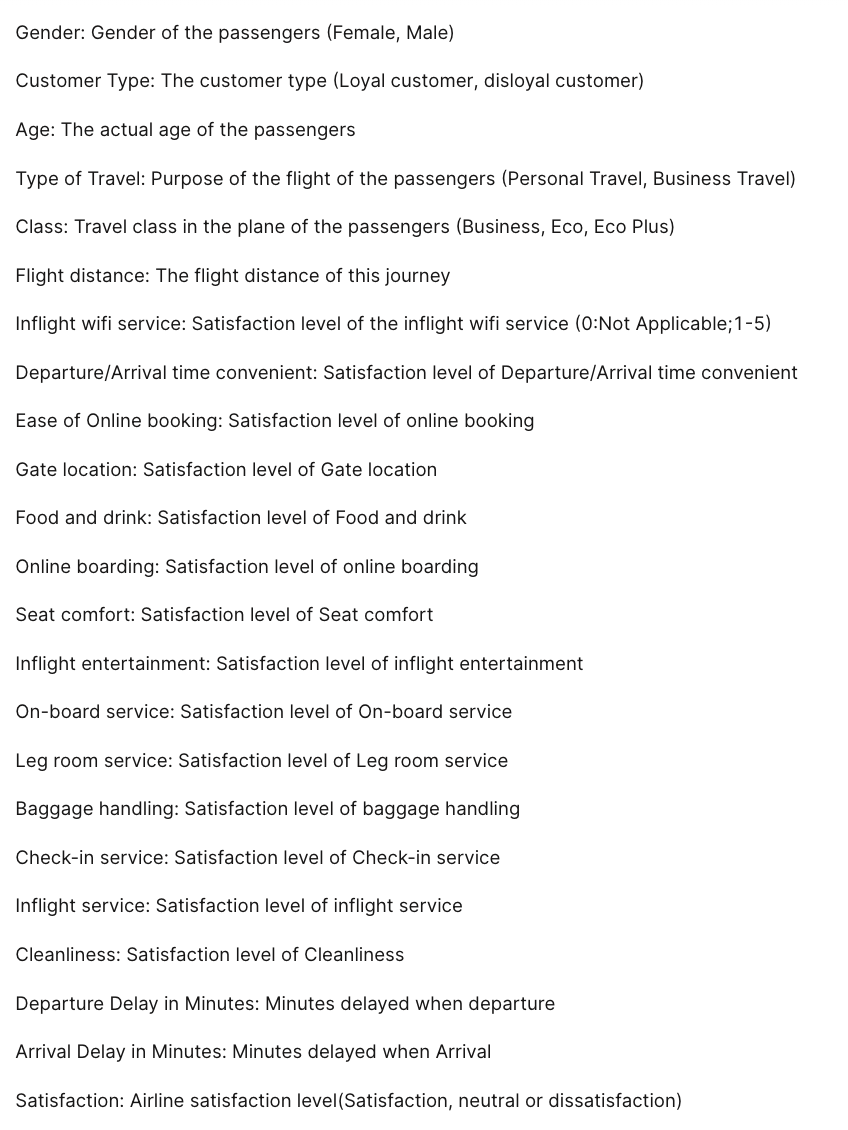 Gender: Gender of the passengers (Female, Male)
Customer Type: The customer type (Loyal customer, disloyal customer)
Age: The actual age of the passengers
Type of Travel: Purpose of the flight of the passengers (Personal Travel, Business Travel)
Class: Travel class in the plane of the passengers (Business, Eco, Eco Plus)
Flight distance: The flight distance of this journey
Inflight wifi service: Satisfaction level of the inflight wifi service (0:Not Applicable;1-5)
Departure/Arrival time convenient: Satisfaction level of Departure/Arrival time convenient
Ease of Online booking: Satisfaction level of online booking
Gate location: Satisfaction level of Gate location
Food and drink: Satisfaction level of Food and drink
Online boarding: Satisfaction level of online boarding
Seat comfort: Satisfaction level of Seat comfort
Inflight entertainment: Satisfaction level of inflight entertainment
On-board service: Satisfaction level of On-board service
Leg room service: Satisfaction level of Leg room service
Baggage handling: Satisfaction level of baggage handling
Check-in service: Satisfaction level of Check-in service
Inflight service: Satisfaction level of inflight service
Cleanliness: Satisfaction level of Cleanliness
Departure Delay in Minutes: Minutes delayed when departure
Arrival Delay in Minutes: Minutes delayed when Arrival
Satisfaction: Airline satisfaction level(Satisfaction, neutral or dissatisfaction)